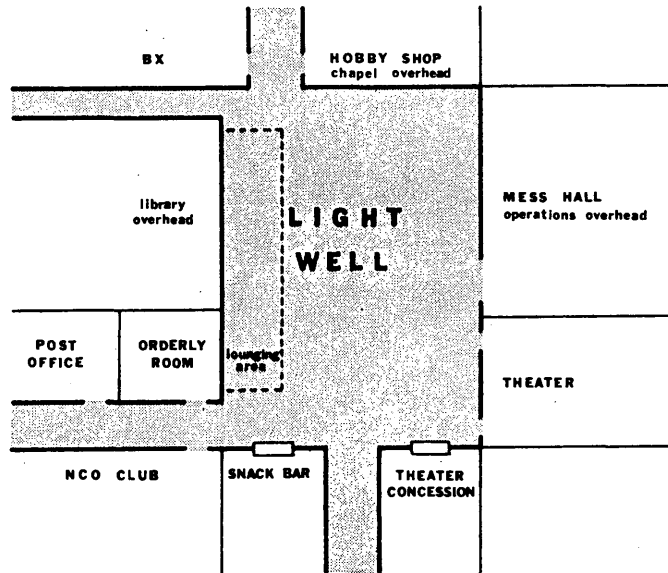 BX
HOBBY SHOP
chapel overhead
library
overhead
LIGHT
WELL
MESS HALL
operations overhead
POST
OFFICE
ORDERLY
ROOM
lounging
area
THEATER
NCO CLUB
SNACK BAR
THEATER
CONCESSION